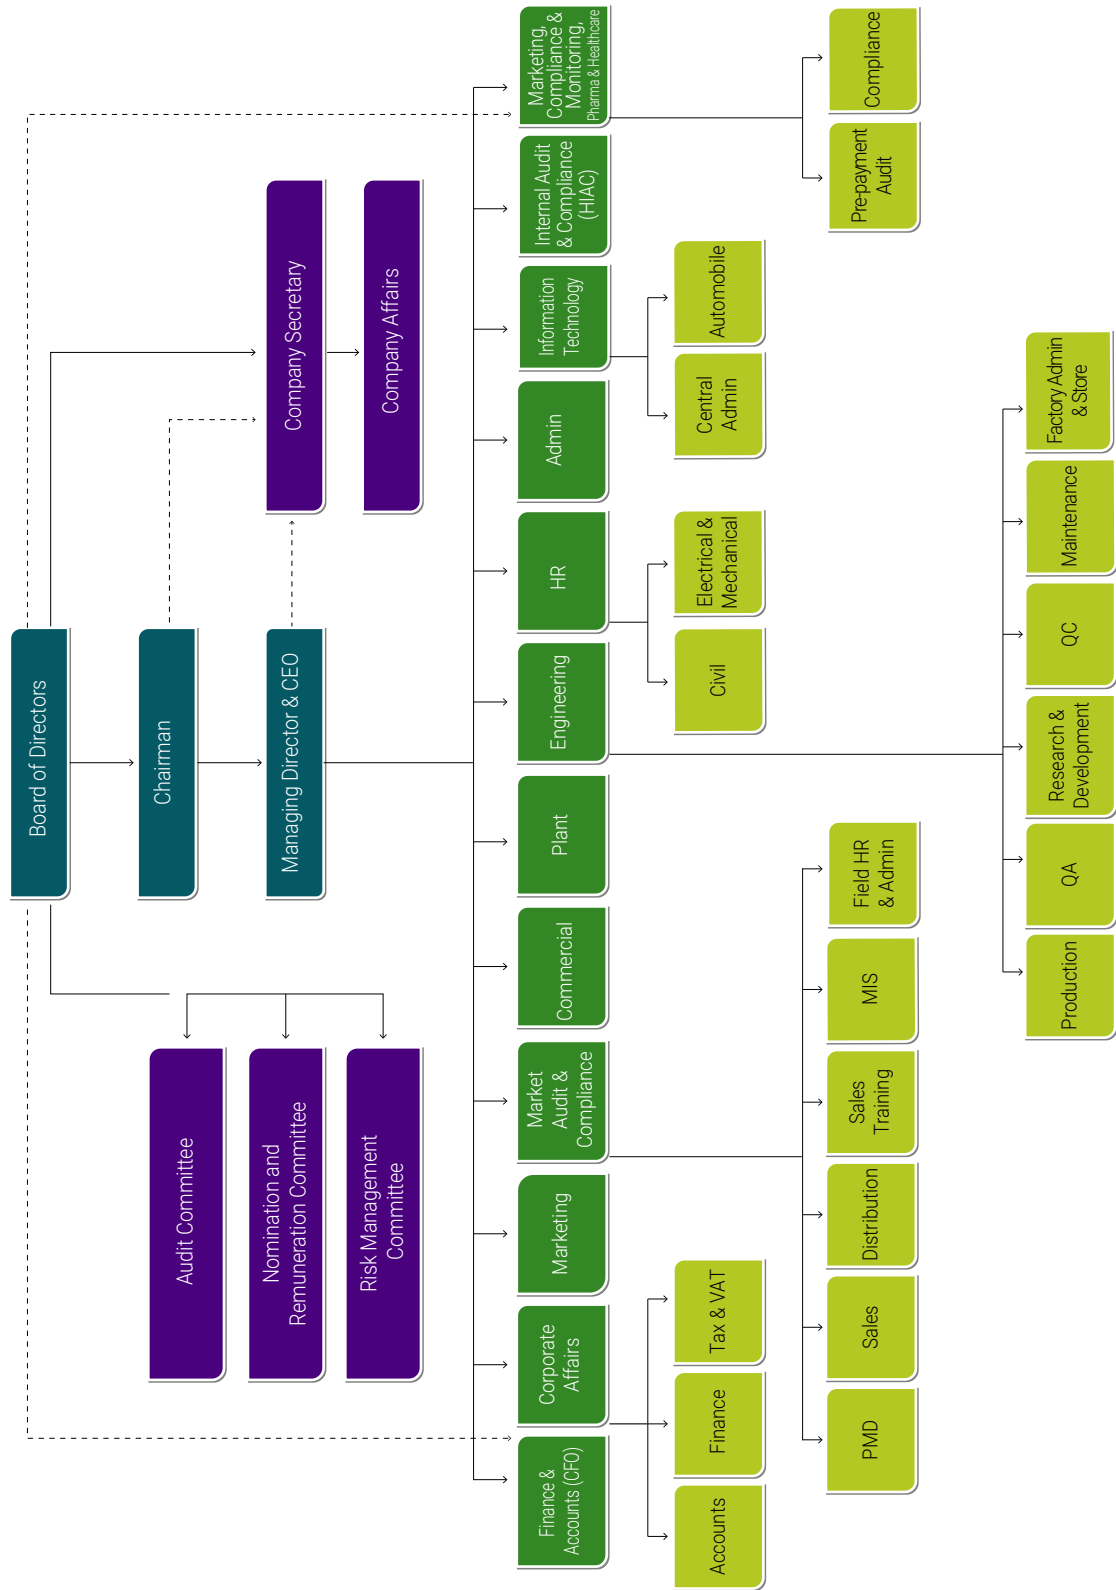 Board of Directors
Chairman
Managing Director & CEO
Audit Committee
Nomination and
Remuneration Committee
Risk Management
Committee
Company Secretary
Company Affairs
Finance &
Accounts (CFO)
Corporate
Affairs
Marketing
Market
Audit &
Compliance
Commercial
Plant
Engineering
HR
Admin
Information
Technology
Internal Audit
& Compliance
(HIAC)
Marketing,
Compliance &
Monitoring,
Pharma & Healthcare
Accounts
Finance
Tax & VAT
Civil
Electrical &
Mechanical
Central
Admin
Automobile
PMD
Sales
Distribution
Sales
Training
MIS
Field HR
& Admin
Pre-payment
Audit
Compliance
Production
QA
Research &
Development
QC
Maintenance
Factory Admin
& Store